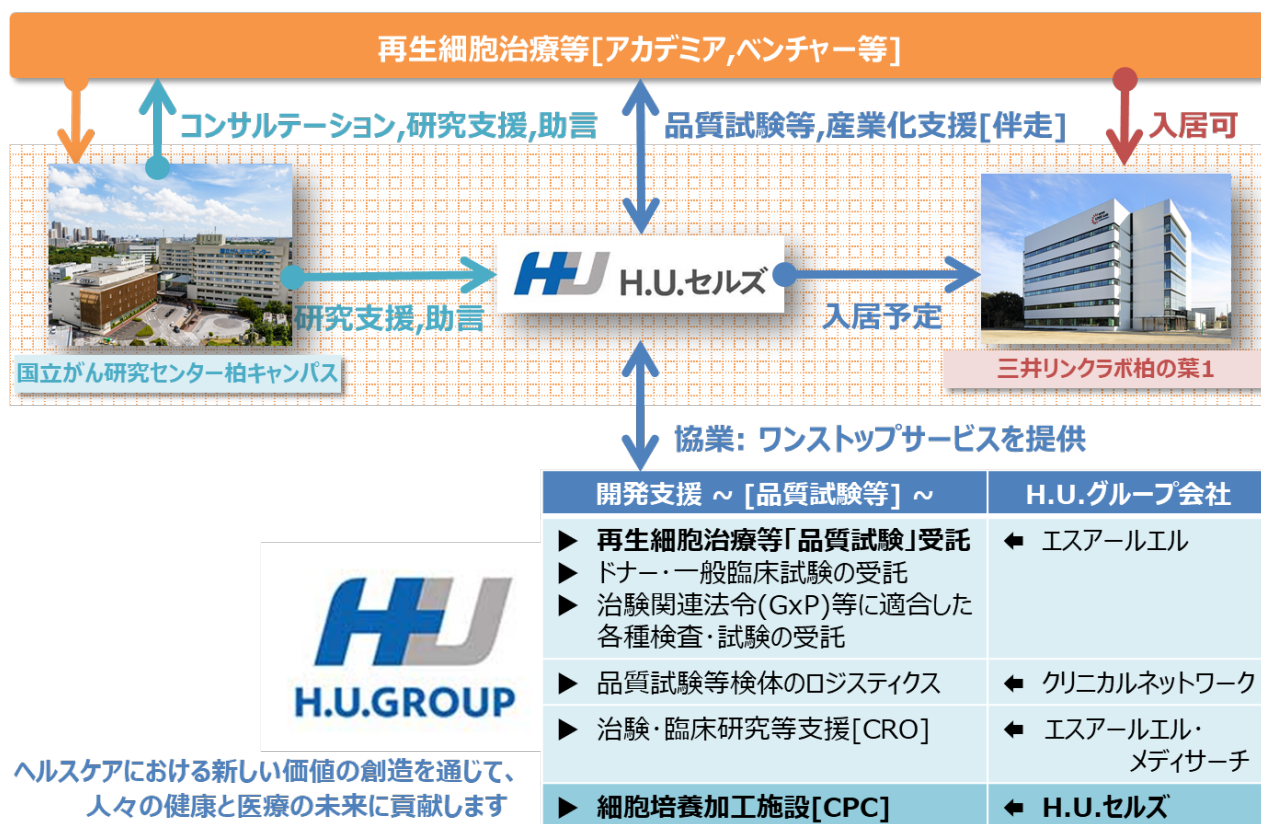 再生細胞治療等[アカデミア,ベンチャー等]
コンサルテーション,研究支援,助言
品質試験等,産業化支援[伴走]
入居可
H.U.セルズ
研究支援,助言
入居予定
国立がん研究センター柏キャンパス
三井リンクラボ柏の葉1
協業: ワンストップサービスを提供
開発支援 ~ [品質試験等] ~
H.U.グループ会社
▶ 再生細胞治療等「品質試験」受託
← エスアールエル
▶ ドナー・一般臨床試験の受託
▶ 治験関連法令(GxP)等に適合した
各種検査・試験の受託
▶ 品質試験等検体のロジスティクス
← クリニカルネットワーク
▶ 治験・臨床研究等支援[CRO]
← エスアールエル・
メディサーチ
▶ 細胞培養加工施設[CPC]
← H.U.セルズ
HU
H.U.GROUP
ヘルスケアにおける新しい価値の創造を通じて、
人々の健康と医療の未来に貢献します